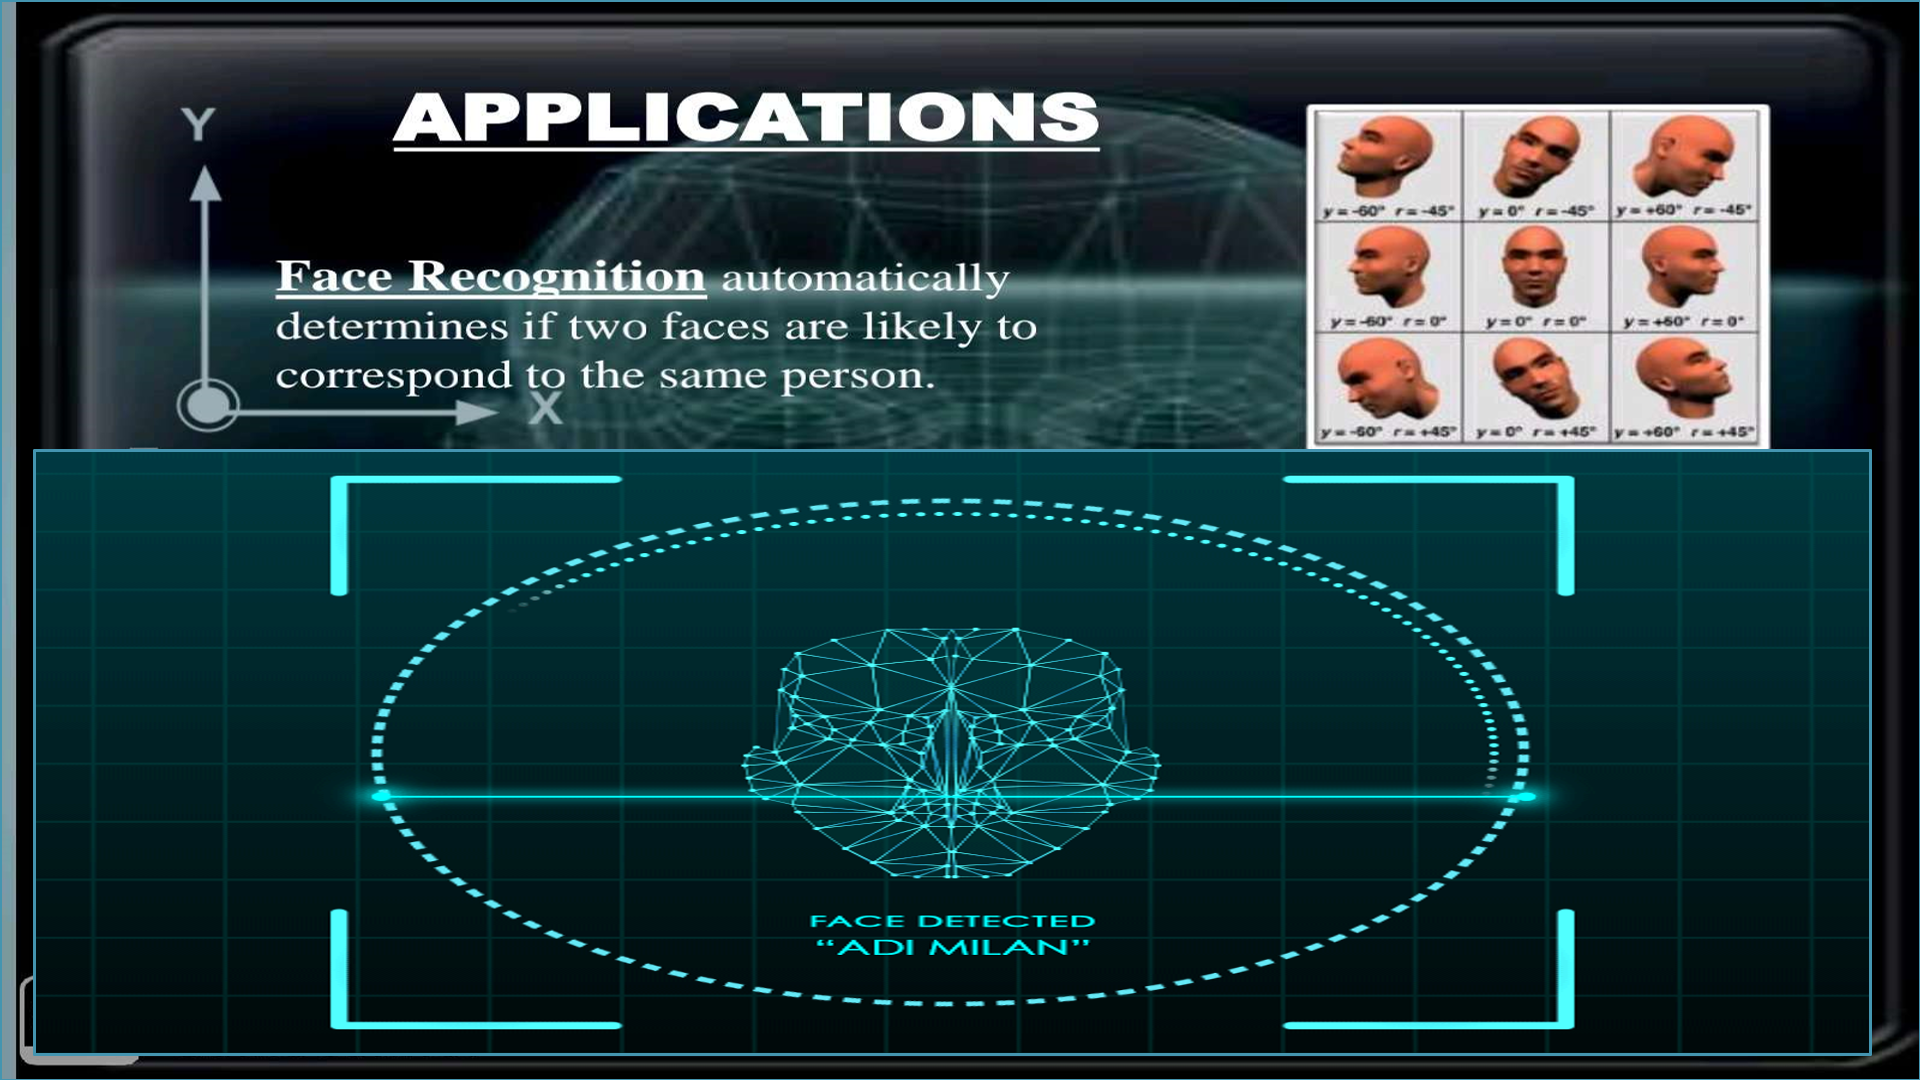 APPLICATIONS
Y
Face Recognition automatically
determines if two faces are likely to
correspond to the same person.
X
y = -60° r = -45° y = 0° r = -45° y = +60° r = -45°
y = -60° r = 0° y = 0° r = 0° y = +60° r = 0°
y = -60° r = +45° y = 0° r = +45° y = +60° r = +45°
FACE DETECTED
“ADI MILAN”